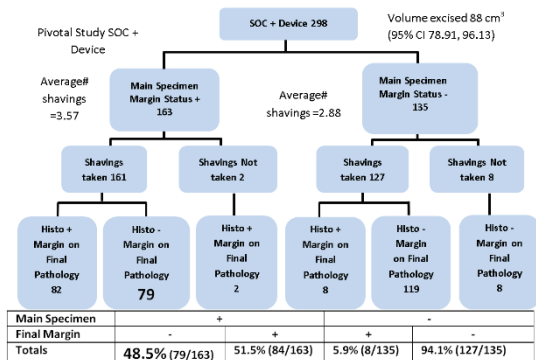 Pivotal Study SOC +
Device
SOC + Device 298
Volume excised 88 cm³
(95% CI 78.91, 96.13)
Average#
shavings
=3.57
Main Specimen
Margin Status +
163
Average#
shavings =2.88
Main Specimen
Margin Status -
135
Shavings
taken 161
Shavings Not
taken 2
Shavings
taken 127
Shavings Not
taken 8
Histo +
Margin on
Final
Pathology
82
Histo -
Margin on
Final
Pathology
79
Histo +
Margin on
Final
Pathology
2
Histo +
Margin on
Final
Pathology
8
Histo -
Margin
on Final
Pathology
119
Histo -
Margin on
Final
Pathology
8
Main Specimen + -
Final Margin - + + -
Totals 48.5% (79/163) 51.5% (84/163) 5.9% (8/135) 94.1% (127/135)